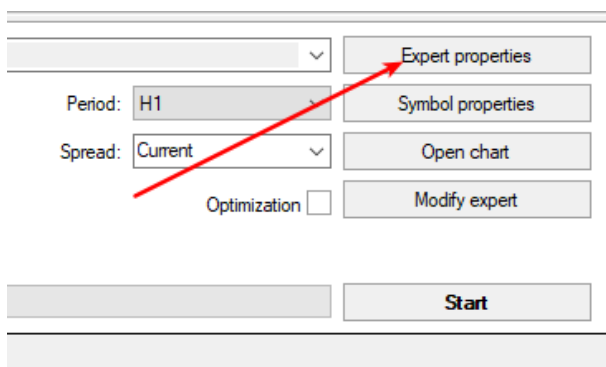 Expert properties
Period: H1 Symbol properties
Spread: Current Open chart
Optimization Modify expert
Start